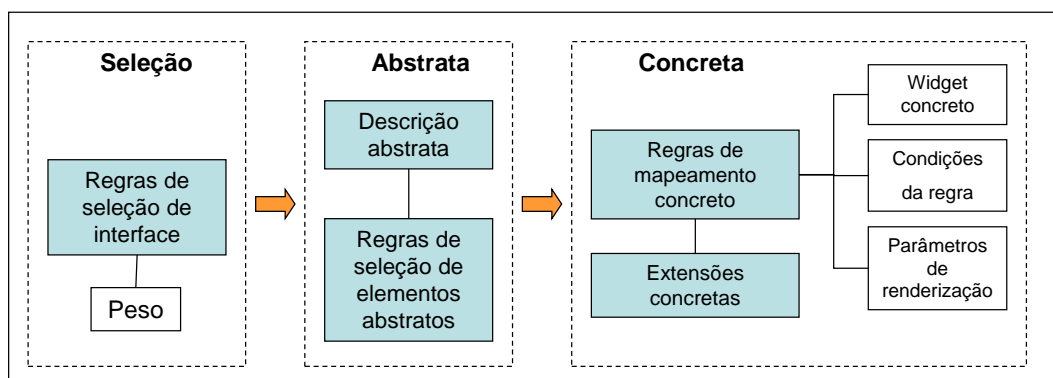 Seleção
Regras de
seleção de
interface
Peso
Abstrata
Descrição
abstrata
Regras de
seleção de
elementos
abstratos
Concreta
Regras de
mapeamento
concreto
Extensões
concretas
Widget
concreto
Condições
da regra
Parâmetros
de
renderização